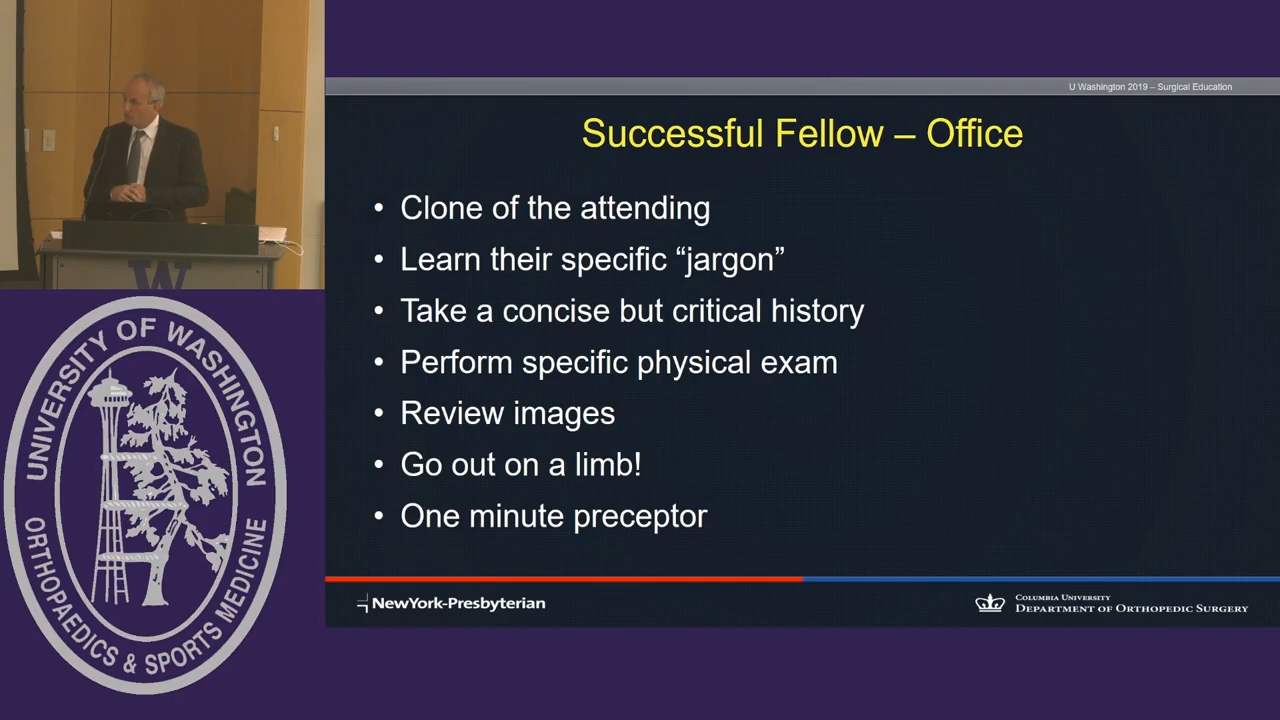 U Washington 2019 – Surgical Education
Successful Fellow – Office
• Clone of the attending
• Learn their specific “jargon”
• Take a concise but critical history
• Perform specific physical exam
• Review images
• Go out on a limb!
• One minute preceptor
NewYork-Presbyterian
Columbia University
Department of Orthopedic Surgery
W
UNIVERSITY OF WASHINGTON
ORTHOPAEDICS & SPORTS MEDICINE